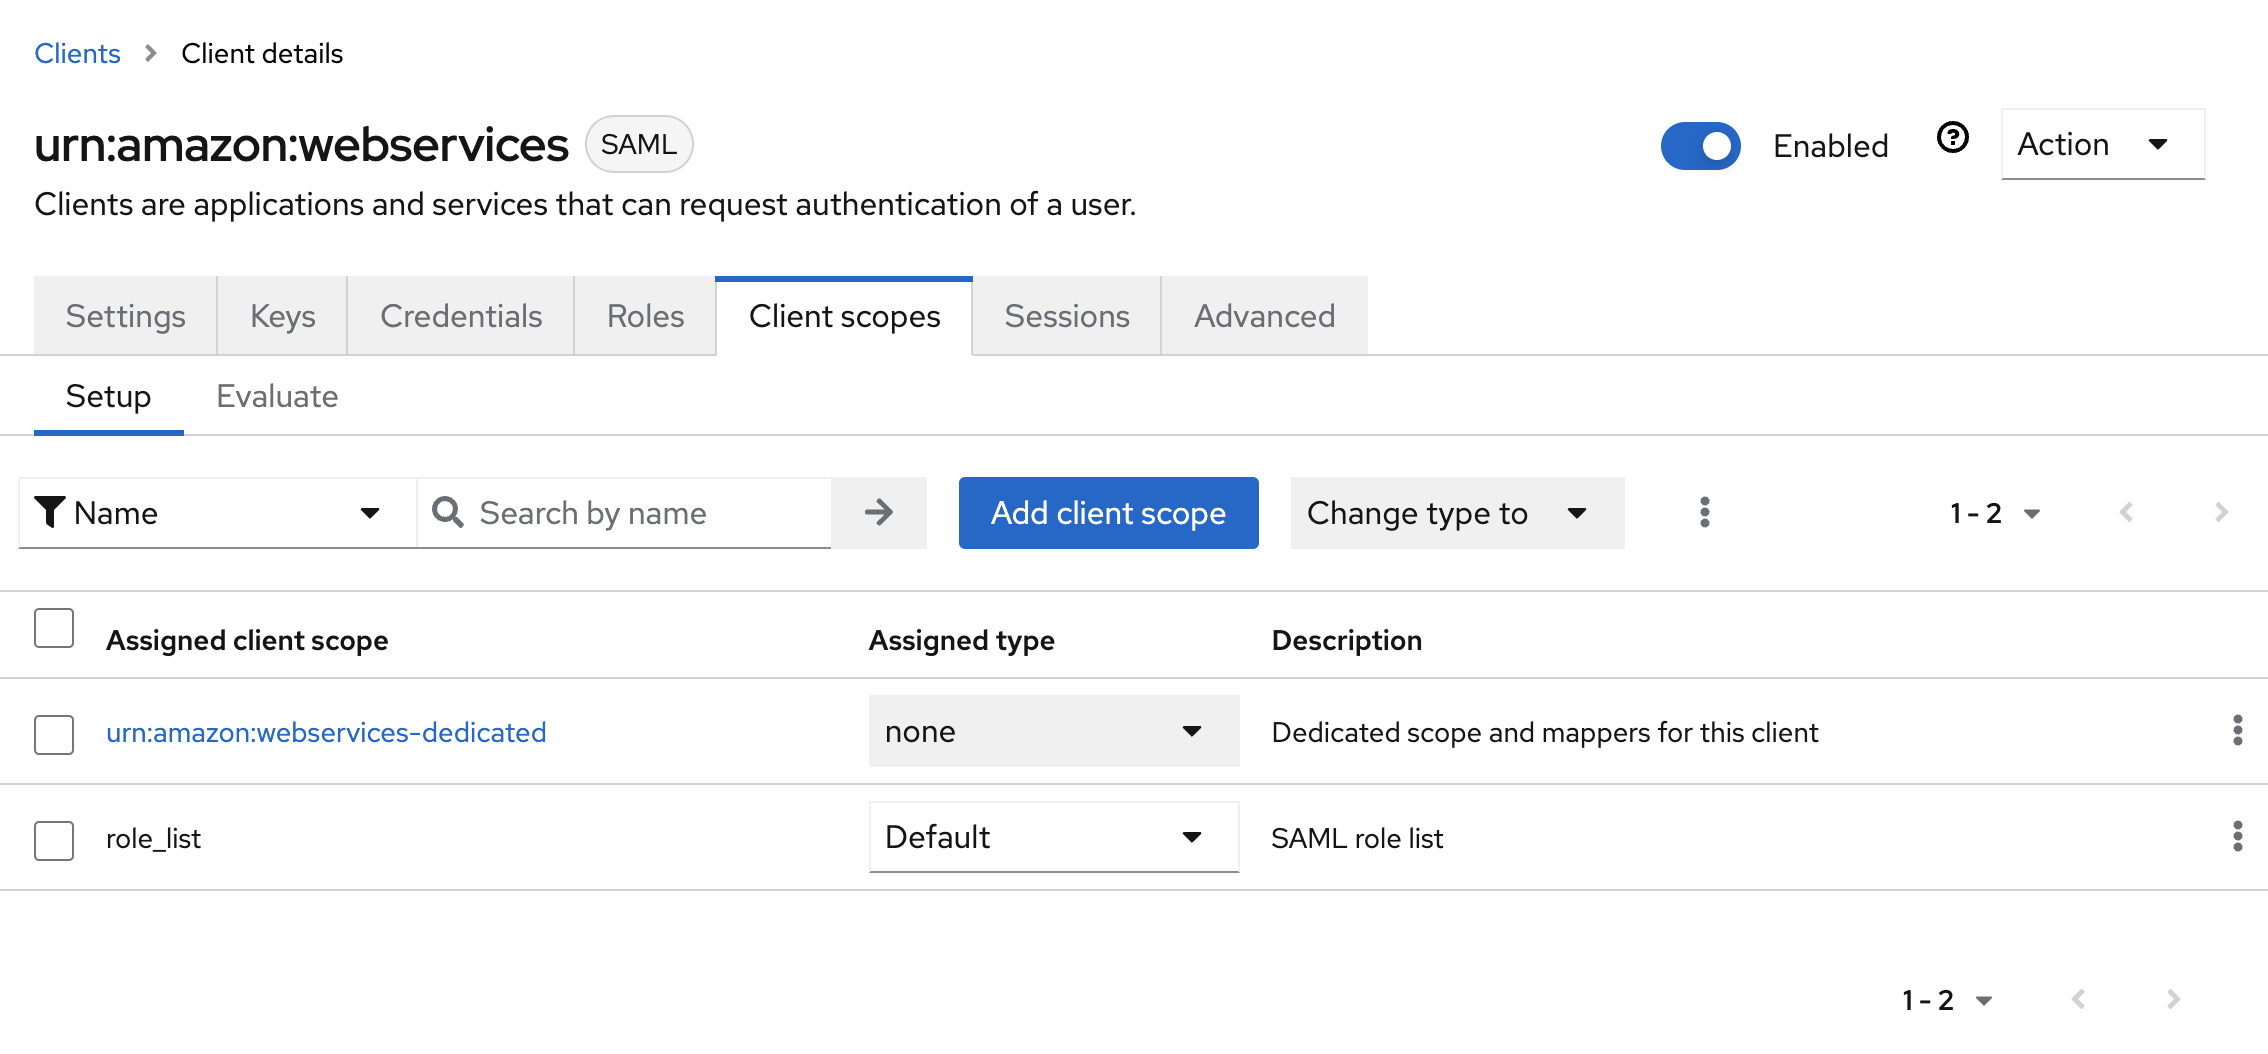 Clients > Client details
urn:amazon:webservices SAML
Enabled
Action
Clients are applications and services that can request authentication of a user.
Settings Keys Credentials Roles Client scopes Sessions Advanced
Setup Evaluate
Name Search by name Add client scope Change type to 1 - 2
Assigned client scope Assigned type Description
urn:amazon:webservices-dedicated none Dedicated scope and mappers for this client
role_list Default SAML role list
1 - 2